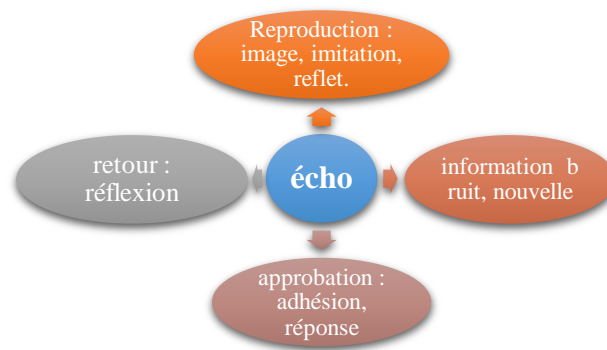 Reproduction :
image, imitation,
reflet.
retour :
réflexion
écho
information b
ruit, nouvelle
approbation :
adhésion,
réponse